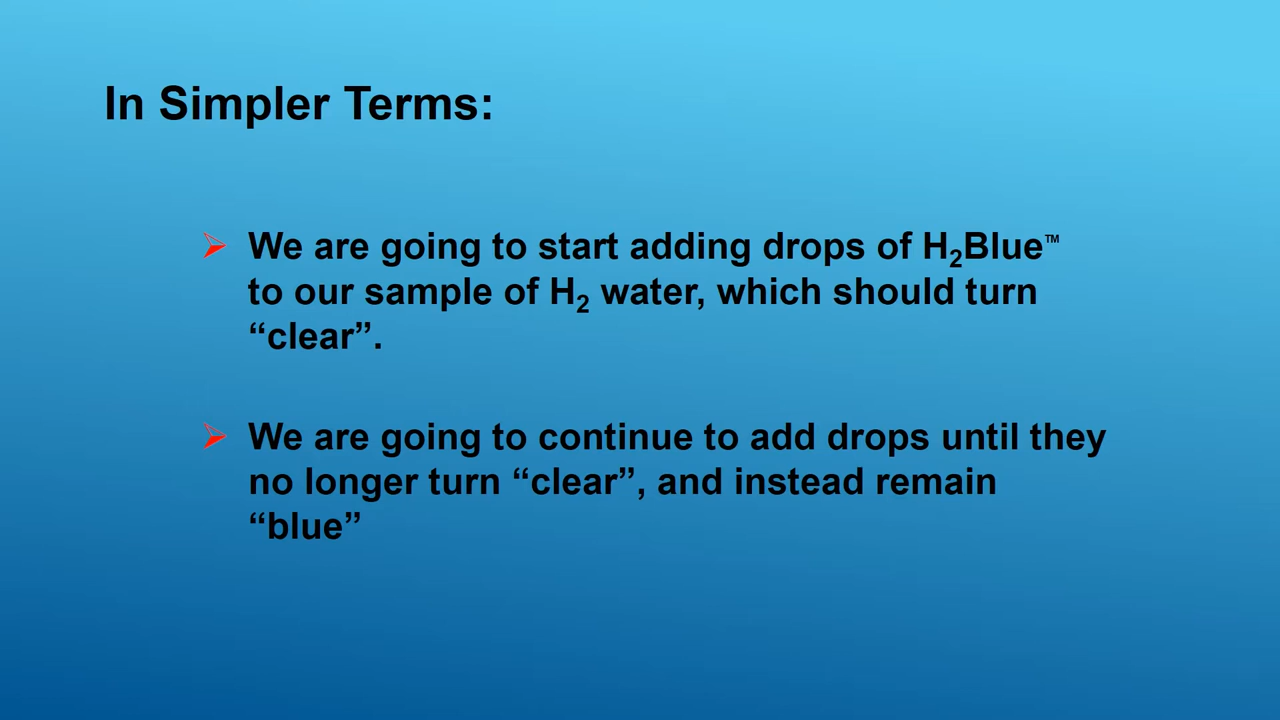 In Simpler Terms:
We are going to start adding drops of H₂Blue™
to our sample of H₂ water, which should turn
“clear”.
We are going to continue to add drops until they
no longer turn “clear”, and instead remain
“blue”